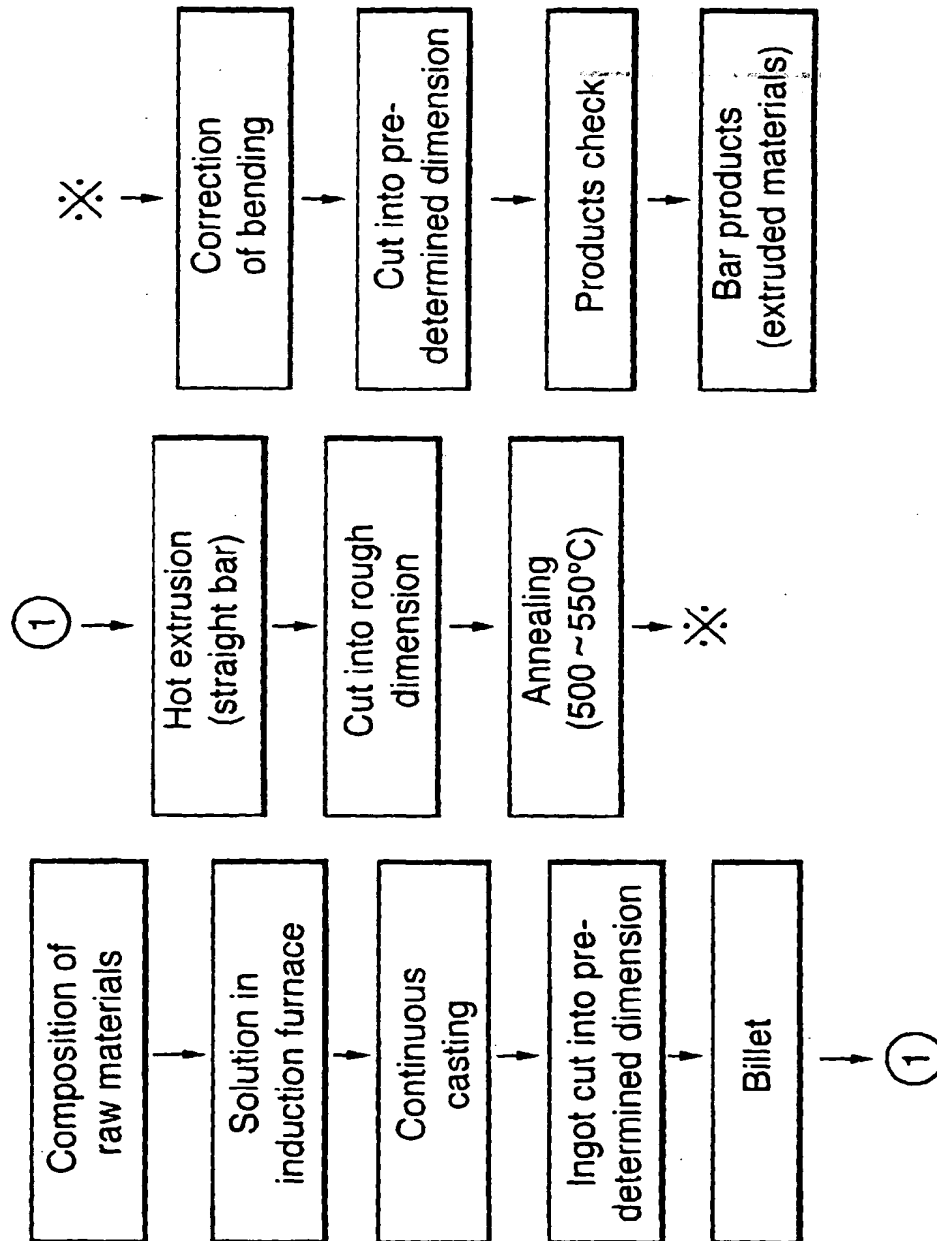 Composition of
raw materials
Solution in
induction furnace
Continuous
casting
Ingot cut into pre-
determined dimension
Billet
1
1
Hot extrusion
(straight bar)
Cut into rough
dimension
Annealing
(500~550°C)
※
※
Correction
of bending
Cut into pre-
determined dimension
Products check
Bar products
(extruded materials)